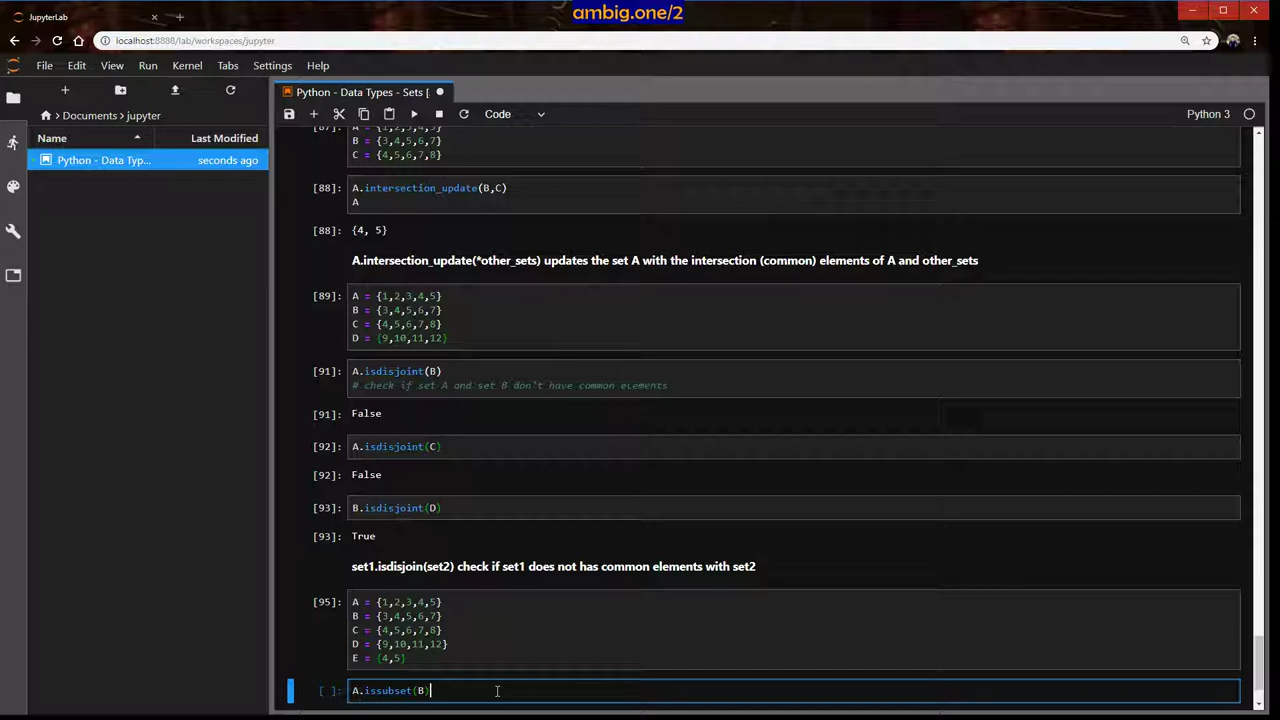 ambig.one/2
JupyterLab
localhost:8888/lab/workspaces/jupyter
File Edit View Run Kernel Tabs Settings Help
Python - Data Types - Sets [
Documents jupyter
Code
Python 3
Name Last Modified
Python - Data Typ... seconds ago
[87]: A = {1,2,3,4,5}
B = {3,4,5,6,7}
C = {4,5,6,7,8}
[88]: A.intersection_update(B,C)
A
[88]: {4, 5}
A.intersection_update(*other_sets) updates the set A with the intersection (common) elements of A and other_sets
[89]: A = {1,2,3,4,5}
B = {3,4,5,6,7}
C = {4,5,6,7,8}
D = {9,10,11,12}
[91]: A.isdisjoint(B)
# check if set A and set B don't have common elements
[91]: False
[92]: A.isdisjoint(C)
[92]: False
[93]: B.isdisjoint(D)
[93]: True
set1.isdisjoin(set2) check if set1 does not has common elements with set2
[95]: A = {1,2,3,4,5}
B = {3,4,5,6,7}
C = {4,5,6,7,8}
D = {9,10,11,12}
E = {4,5}
[ ]: A.issubset(B)